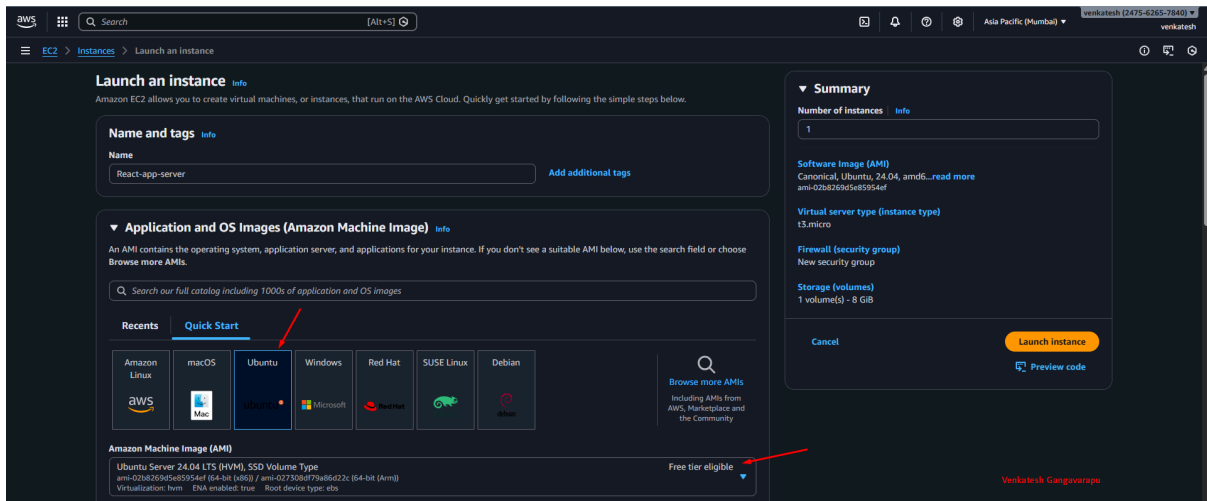 aws
Search
[Alt+S]
Asia Pacific (Mumbai) ▼
venkatesh (2475-6265-7840) ▼
venkatesh
EC2 > Instances > Launch an instance
Launch an instance Info
Amazon EC2 allows you to create virtual machines, or instances, that run on the AWS Cloud. Quickly get started by following the simple steps below.
Name and tags Info
Name
React-app-server
Add additional tags
▼ Application and OS Images (Amazon Machine Image) Info
An AMI contains the operating system, application server, and applications for your instance. If you don't see a suitable AMI below, use the search field or choose
Browse more AMIs.
Search our full catalog including 1000s of application and OS images
Recents
Quick Start
Amazon
Linux
aws
macOS
Mac
Ubuntu
ubuntu
Windows
Microsoft
Red Hat
Red Hat
SUSE Linux
Debian
debian
Browse more AMIs
Including AMIs from
AWS, Marketplace and
the Community
Amazon Machine Image (AMI)
Ubuntu Server 24.04 LTS (HVM), SSD Volume Type
Free tier eligible
ami-02b8269d5e85954ef (64-bit (x86)) / ami-027308df79a86d22c (64-bit (Arm))
Virtualization: hvm ENA enabled: true Root device type: ebs
▼ Summary
Number of instances Info
1
Software Image (AMI)
Canonical, Ubuntu, 24.04, amd6...read more
ami-02b8269d5e85954ef
Virtual server type (instance type)
t3.micro
Firewall (security group)
New security group
Storage (volumes)
1 volume(s) - 8 GiB
Cancel
Launch instance
Preview code
Venkatesh Gangavarapu